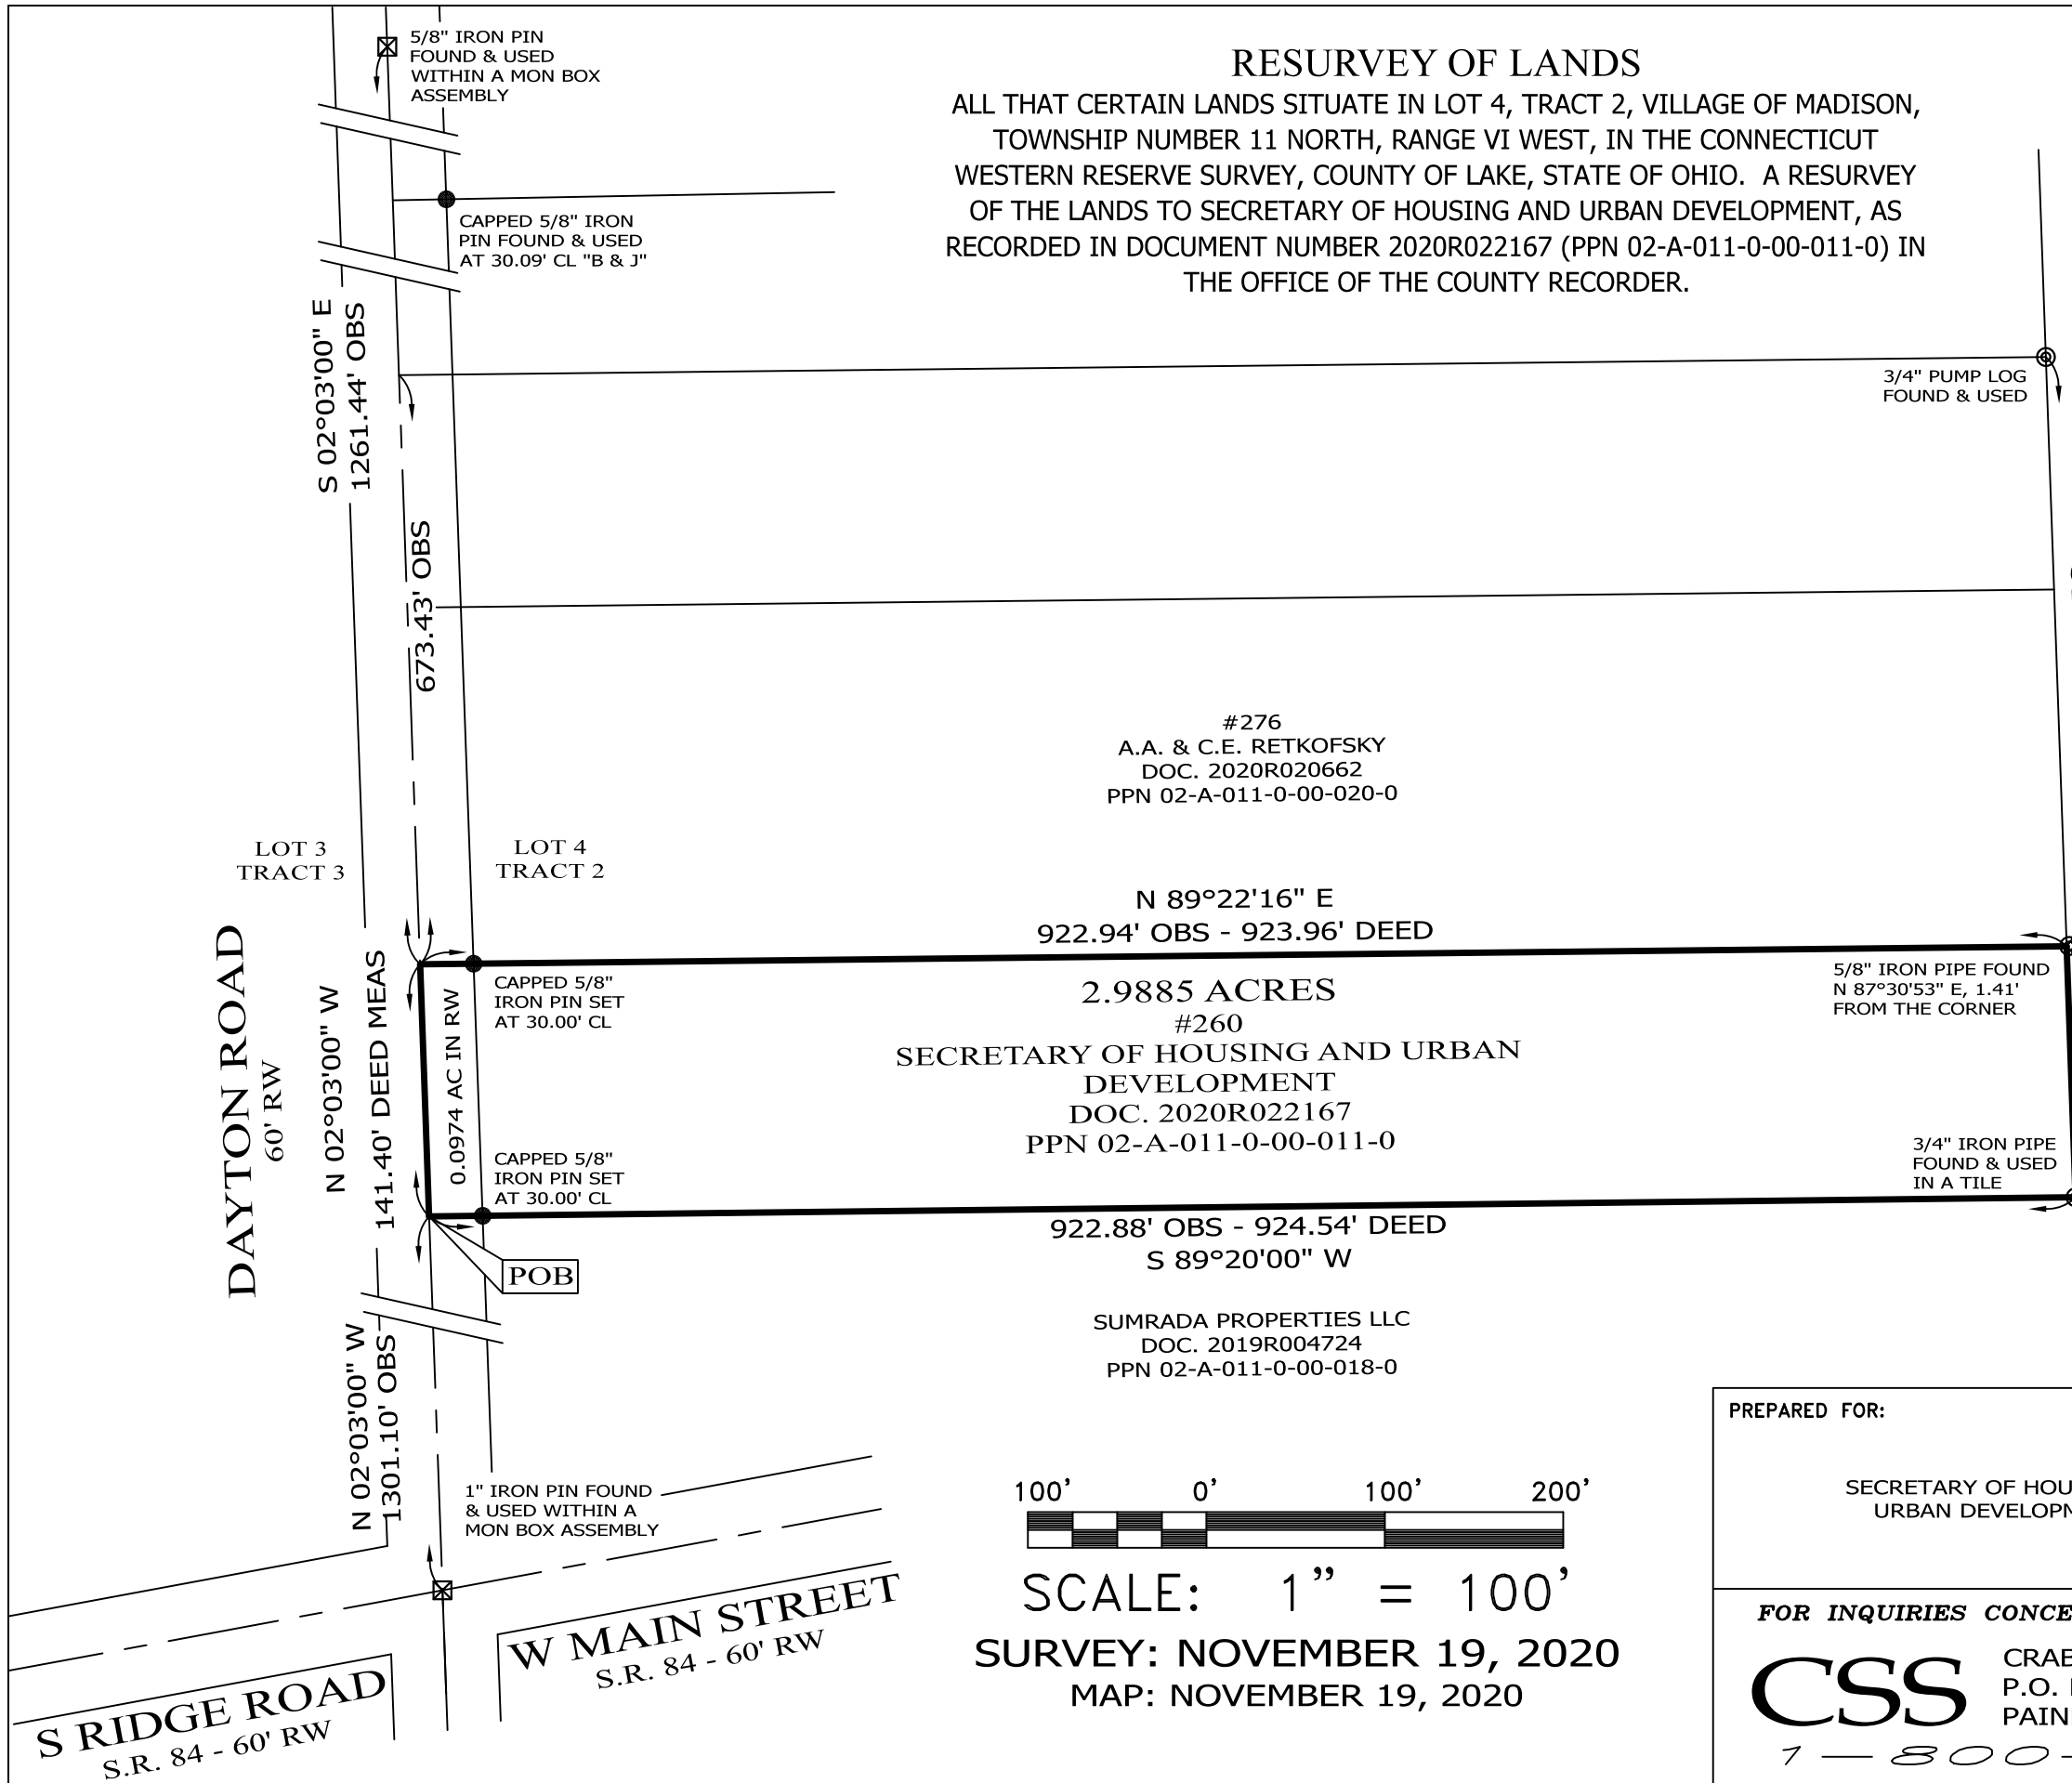 RESURVEY OF LANDS
ALL THAT CERTAIN LANDS SITUATE IN LOT 4, TRACT 2, VILLAGE OF MADISON,
TOWNSHIP NUMBER 11 NORTH, RANGE VI WEST, IN THE CONNECTICUT
WESTERN RESERVE SURVEY, COUNTY OF LAKE, STATE OF OHIO. A RESURVEY
OF THE LANDS TO SECRETARY OF HOUSING AND URBAN DEVELOPMENT, AS
RECORDED IN DOCUMENT NUMBER 2020R022167 (PPN 02-A-011-0-00-011-0) IN
THE OFFICE OF THE COUNTY RECORDER.
5/8" IRON PIN
FOUND & USED
WITHIN A MON BOX
ASSEMBLY
CAPPED 5/8" IRON
PIN FOUND & USED
AT 30.09' CL "B & J"
S 02°03'00" E
1261.44' OBS
3/4" PUMP LOG
FOUND & USED
673.43' OBS
#276
A.A. & C.E. RETKOFSKY
DOC. 2020R020662
PPN 02-A-011-0-00-020-0
LOT 3
TRACT 3
LOT 4
TRACT 2
N 89°22'16" E
922.94' OBS - 923.96' DEED
DAYTON ROAD
60' RW
N 02°03'00" W
141.40' DEED MEAS
0.0974 AC IN RW
CAPPED 5/8"
IRON PIN SET
AT 30.00' CL
2.9885 ACRES
#260
SECRETARY OF HOUSING AND URBAN
DEVELOPMENT
DOC. 2020R022167
PPN 02-A-011-0-00-011-0
5/8" IRON PIPE FOUND
N 87°30'53" E, 1.41'
FROM THE CORNER
CAPPED 5/8"
IRON PIN SET
AT 30.00' CL
3/4" IRON PIPE
FOUND & USED
IN A TILE
922.88' OBS - 924.54' DEED
S 89°20'00" W
POB
SUMRADA PROPERTIES LLC
DOC. 2019R004724
PPN 02-A-011-0-00-018-0
N 02°03'00" W
1301.10' OBS
1" IRON PIN FOUND
& USED WITHIN A
MON BOX ASSEMBLY
W MAIN STREET
S.R. 84 - 60' RW
S RIDGE ROAD
S.R. 84 - 60' RW
100' 0' 100' 200'
SCALE: 1” = 100’
SURVEY: NOVEMBER 19, 2020
MAP: NOVEMBER 19, 2020
PREPARED FOR:
SECRETARY OF HOU
URBAN DEVELOPM
FOR INQUIRIES CONCE
CSS
CRAB
P.O.
PAIN
1-800-